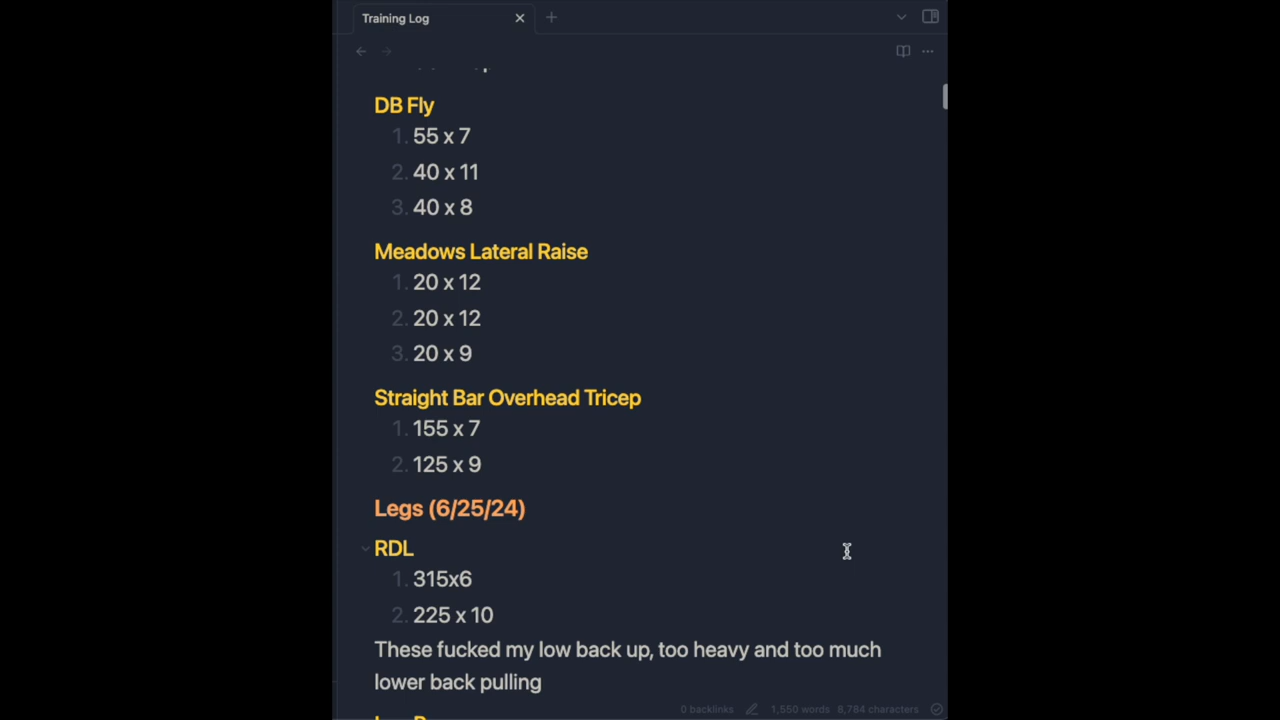 Training Log
DB Fly
1. 55 x 7
2. 40 x 11
3. 40 x 8
Meadows Lateral Raise
1. 20 x 12
2. 20 x 12
3. 20 x 9
Straight Bar Overhead Tricep
1. 155 x 7
2. 125 x 9
Legs (6/25/24)
RDL
1. 315x6
2. 225 x 10
These fucked my low back up, too heavy and too much
lower back pulling
0 backlinks 1,550 words 8,784 characters